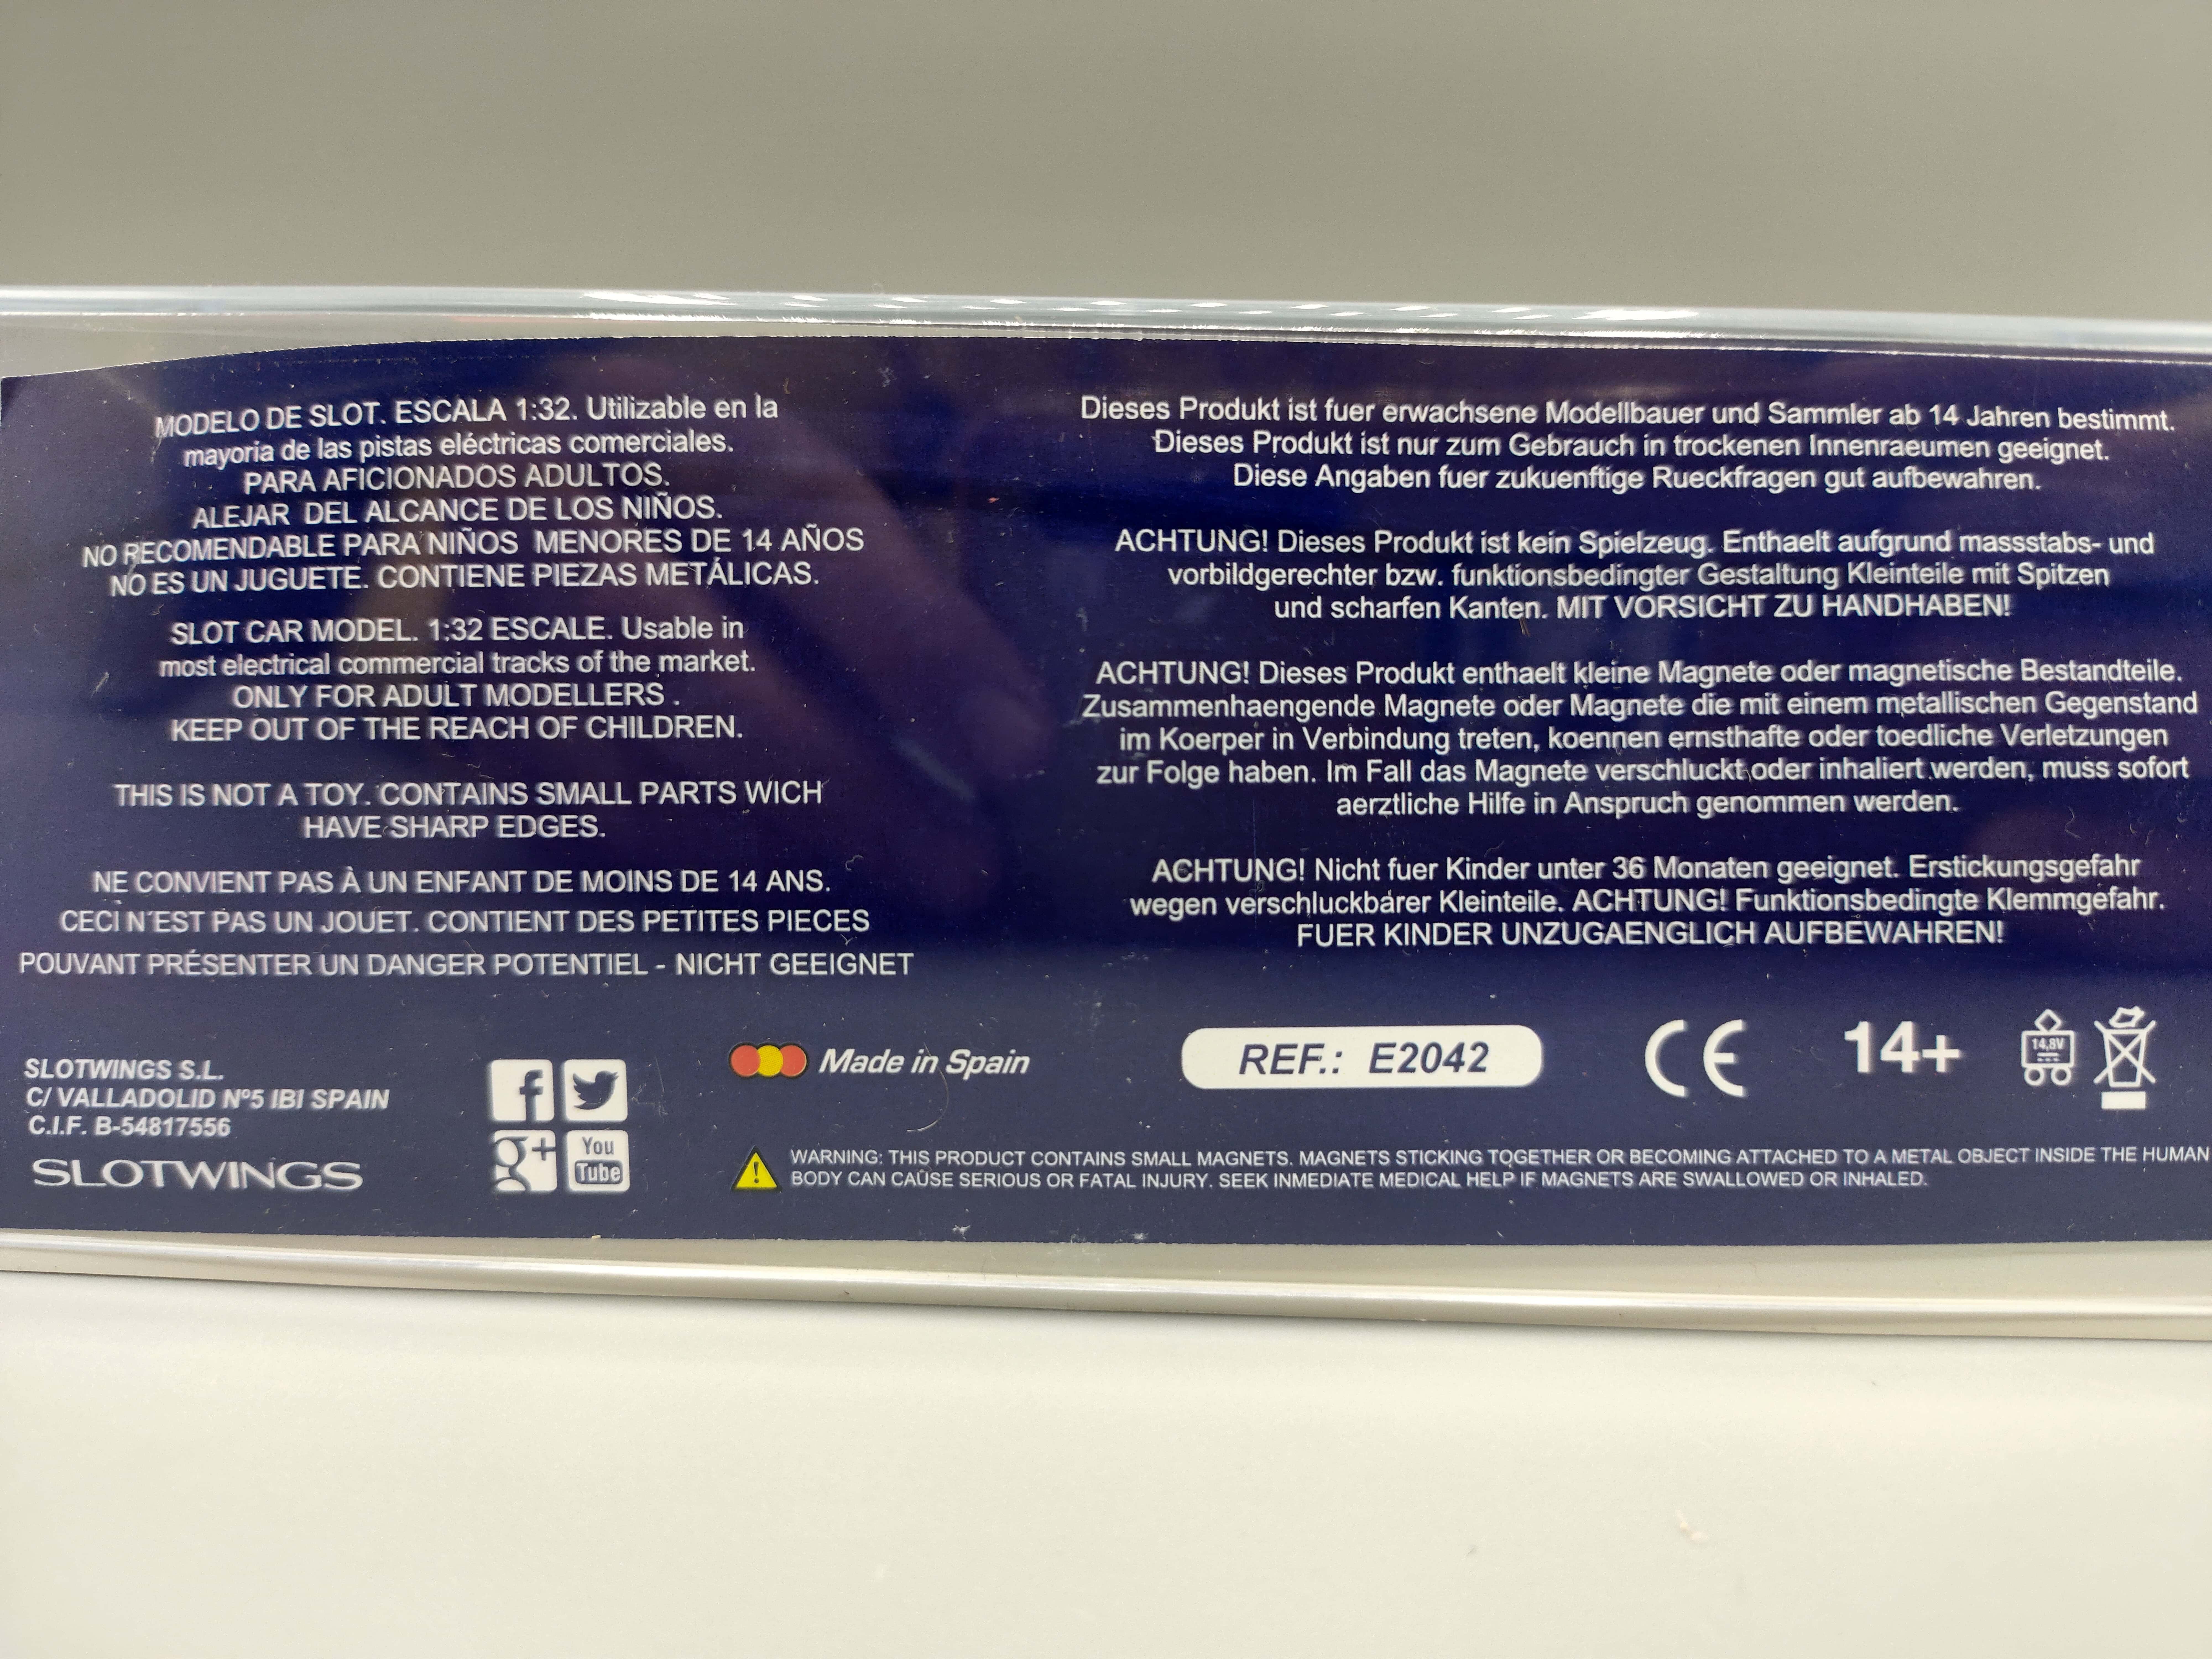 MODELO DE SLOT. ESCALA 1:32. Utilizable en la
mayoría de las pistas eléctricas comerciales.
PARA AFICIONADOS ADULTOS.
ALEJAR DEL ALCANCE DE LOS NIÑOS.
NO RECOMENDABLE PARA NIÑOS MENORES DE 14 AÑOS
NO ES UN JUGUETE. CONTIENE PIEZAS METÁLICAS.
SLOT CAR MODEL. 1:32 ESCALE. Usable in
most electrical commercial tracks of the market.
ONLY FOR ADULT MODELLERS .
KEEP OUT OF THE REACH OF CHILDREN.
THIS IS NOT A TOY. CONTAINS SMALL PARTS WICH
HAVE SHARP EDGES.
NE CONVIENT PAS À UN ENFANT DE MOINS DE 14 ANS.
CECI N'EST PAS UN JOUET. CONTIENT DES PETITES PIECES
POUVANT PRÉSENTER UN DANGER POTENTIEL - NICHT GEEIGNET
Dieses Produkt ist fuer erwachsene Modellbauer und Sammler ab 14 Jahren bestimmt.
Dieses Produkt ist nur zum Gebrauch in trockenen Innenraeumen geeignet.
Diese Angaben fuer zukuenftige Rueckfragen gut aufbewahren.
ACHTUNG! Dieses Produkt ist kein Spielzeug. Enthaelt aufgrund massstabs- und
vorbildgerechter bzw. funktionsbedingter Gestaltung Kleinteile mit Spitzen
und scharfen Kanten. MIT VORSICHT ZU HANDHABEN!
ACHTUNG! Dieses Produkt enthaelt kleine Magnete oder magnetische Bestandteile.
Zusammenhaengende Magnete oder Magnete die mit einem metallischen Gegenstand
im Koerper in Verbindung treten, koennen ernsthafte oder toedliche Verletzungen
zur Folge haben. Im Fall das Magnete verschluckt oder inhaliert werden, muss sofort
aerztliche Hilfe in Anspruch genommen werden.
ACHTUNG! Nicht fuer Kinder unter 36 Monaten geeignet. Erstickungsgefahr
wegen verschluckbarer Kleinteile. ACHTUNG! Funktionsbedingte Klemmgefahr.
FUER KINDER UNZUGAENGLICH AUFBEWAHREN!
SLOTWINGS S.L.
C/ VALLADOLID Nº5 IBI SPAIN
C.I.F. B-54817556
SLOTWINGS
f
g+
You
Tube
Made in Spain
REF.: E2042
CE
14+
14,8V
WARNING: THIS PRODUCT CONTAINS SMALL MAGNETS. MAGNETS STICKING TOGETHER OR BECOMING ATTACHED TO A METAL OBJECT INSIDE THE HUMAN
BODY CAN CAUSE SERIOUS OR FATAL INJURY. SEEK INMEDIATE MEDICAL HELP IF MAGNETS ARE SWALLOWED OR INHALED.